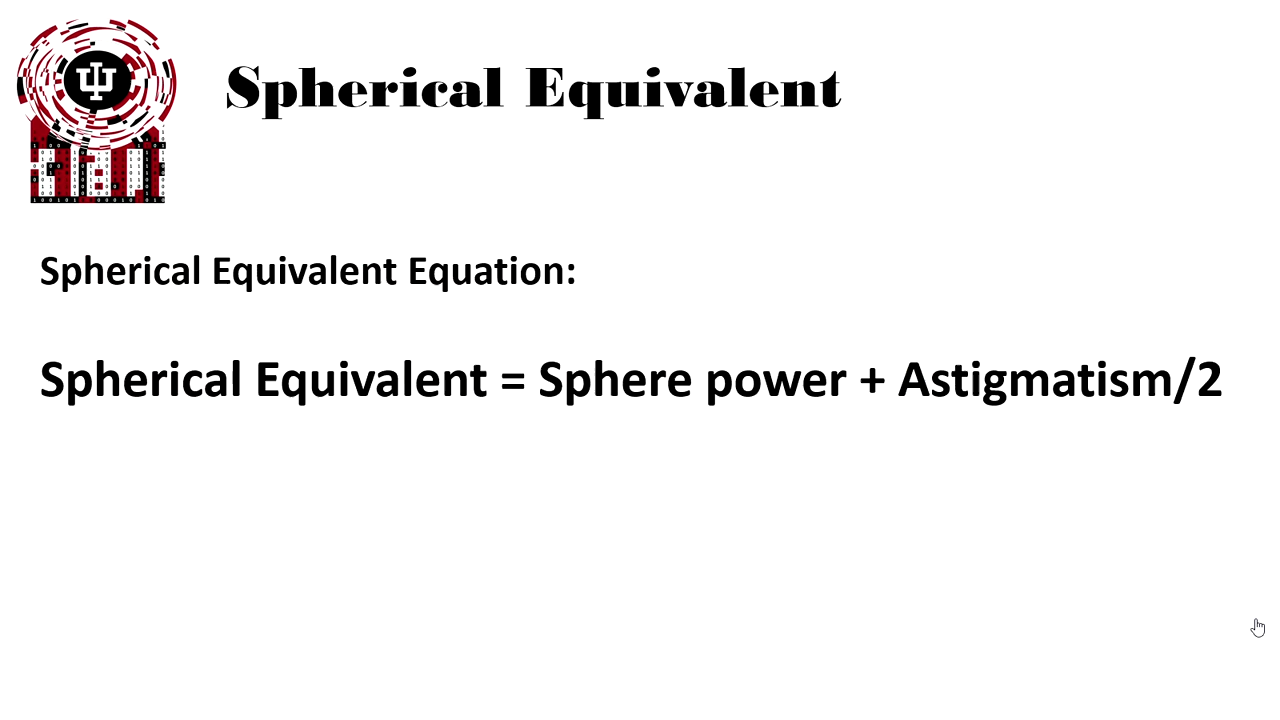 Spherical Equivalent
Spherical Equivalent Equation:
Spherical Equivalent = Sphere power + Astigmatism/2